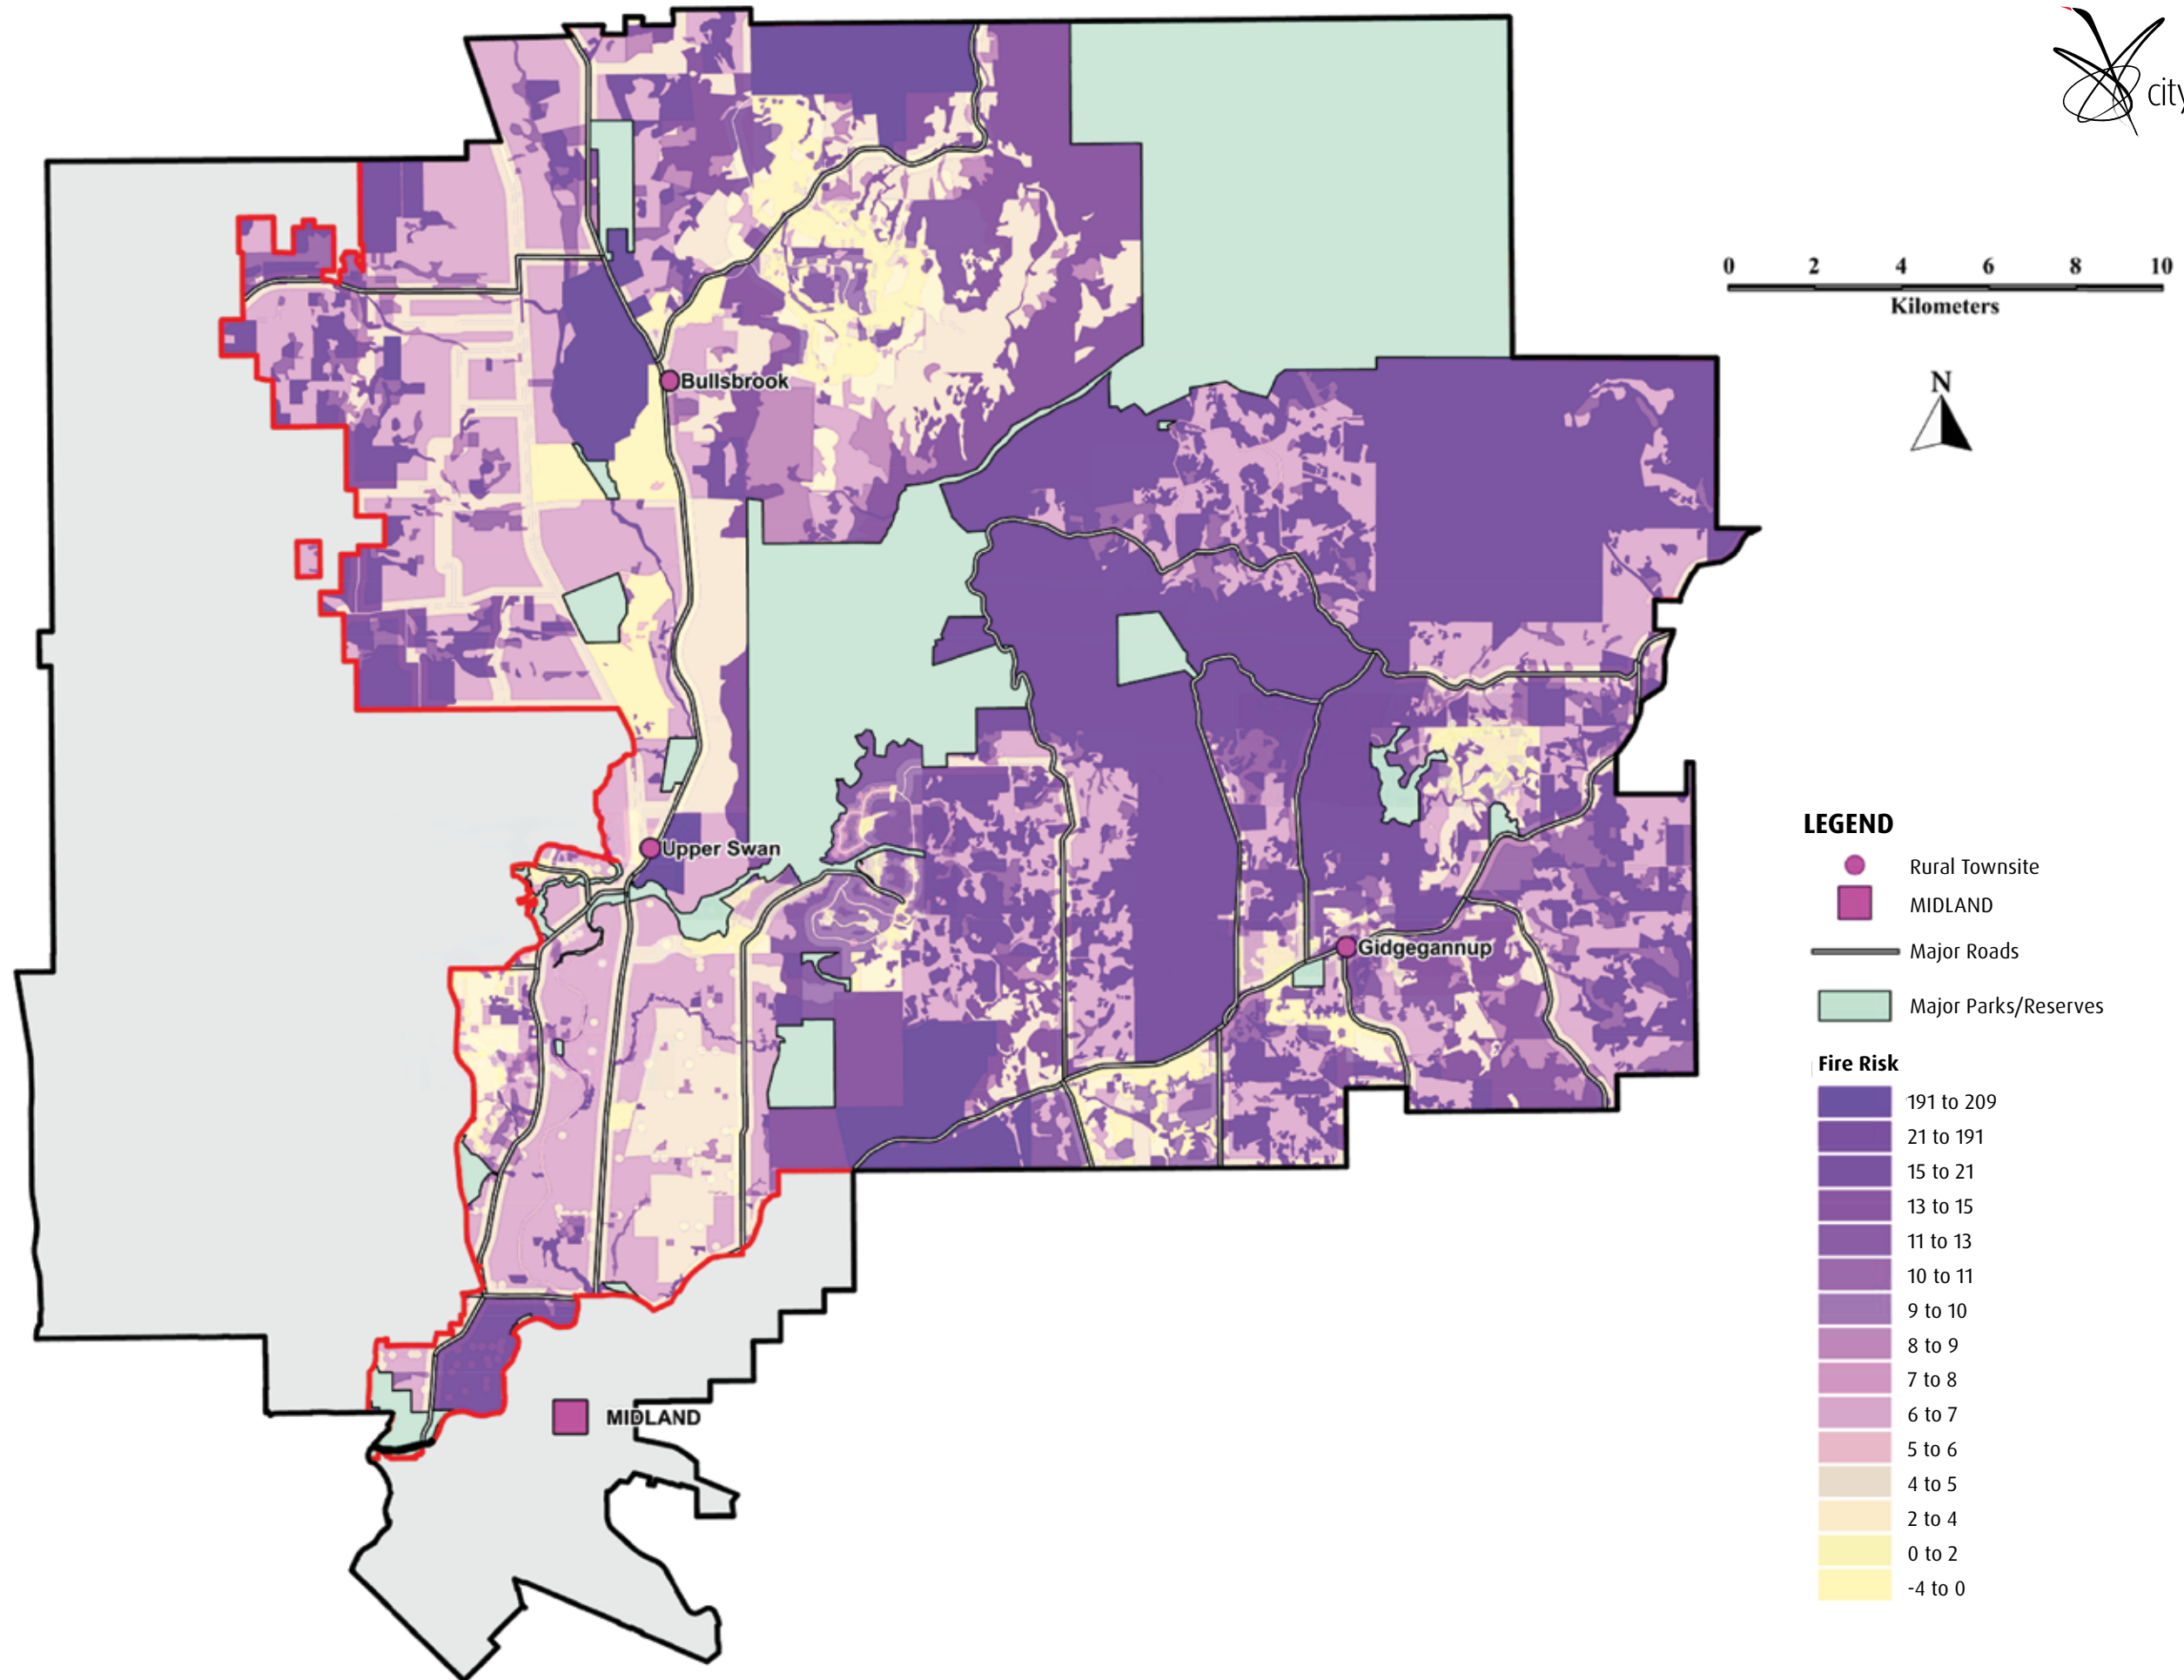 city
0 2 4 6 8 10
Kilometers
N
Bullsbrook
Upper Swan
Gidgegannup
MIDLAND
LEGEND
Rural Townsite
MIDLAND
Major Roads
Major Parks/Reserves
Fire Risk
191 to 209
21 to 191
15 to 21
13 to 15
11 to 13
10 to 11
9 to 10
8 to 9
7 to 8
6 to 7
5 to 6
4 to 5
2 to 4
0 to 2
-4 to 0